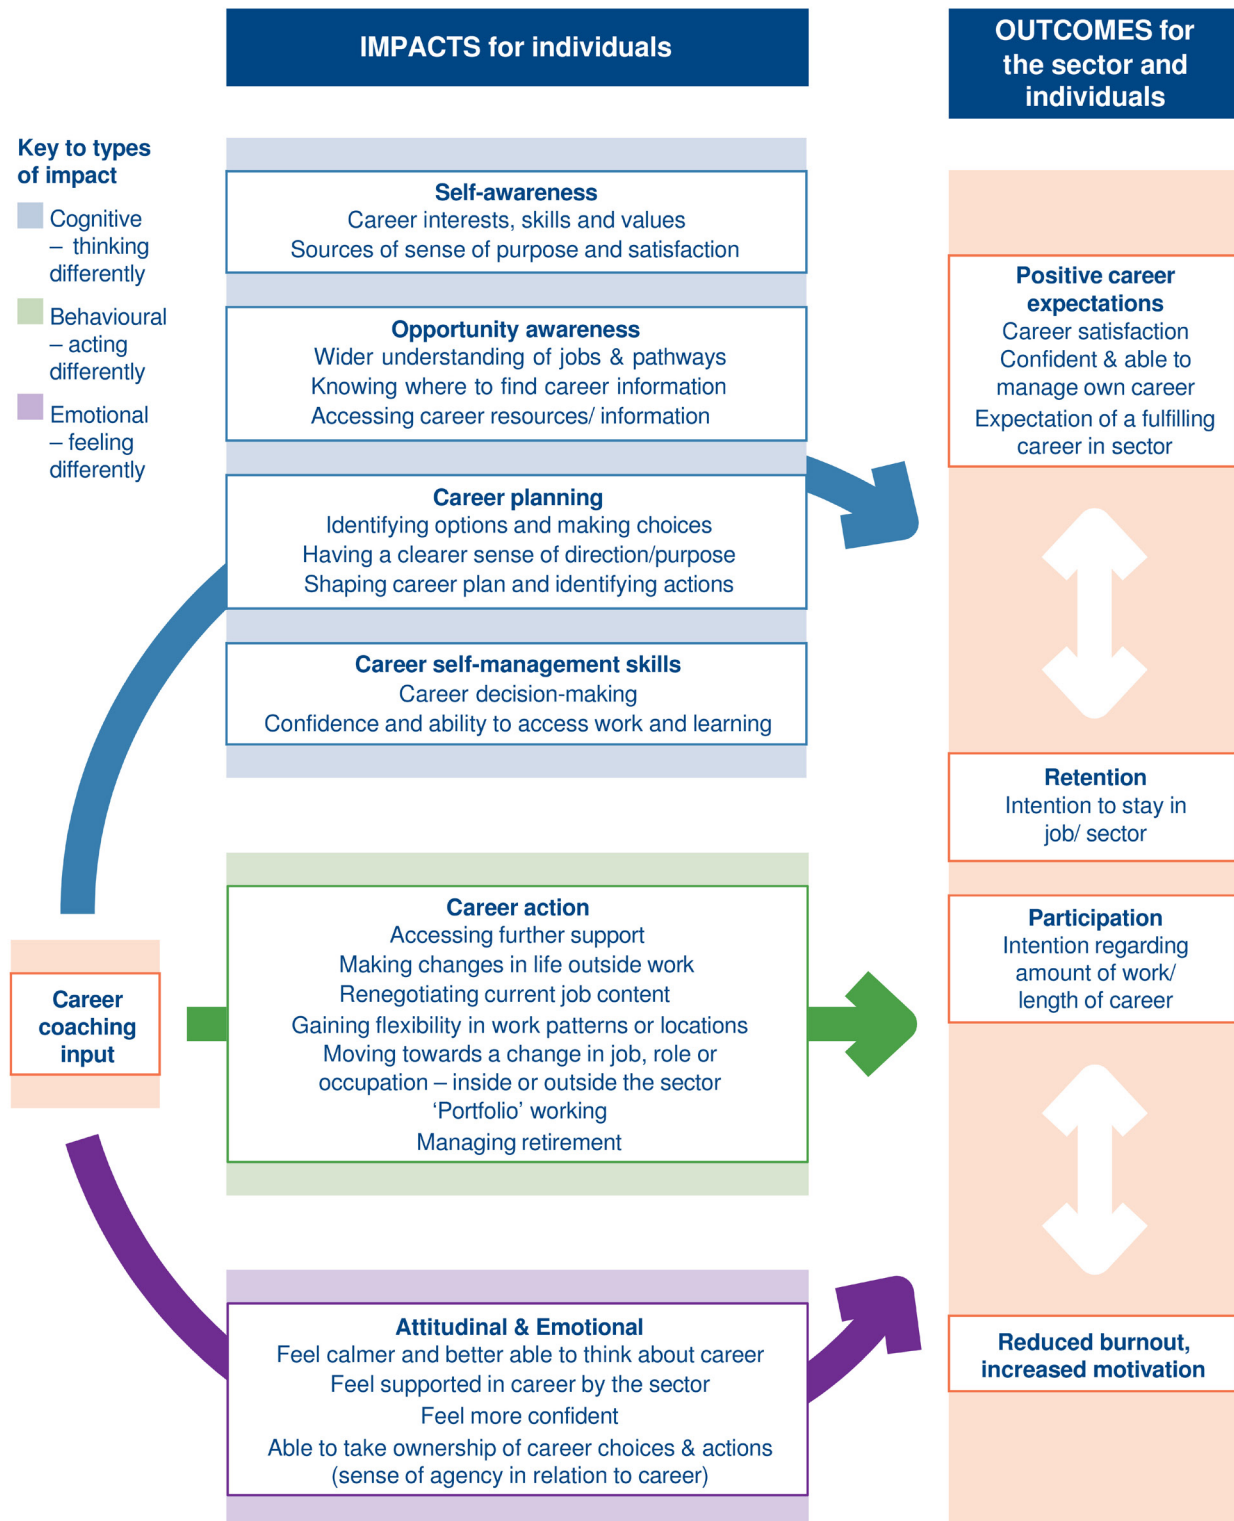 IMPACTS for individuals
OUTCOMES for
the sector and
individuals
Key to types
of impact
Cognitive
– thinking
differently
Behavioural
– acting
differently
Emotional
– feeling
differently
Self-awareness
Career interests, skills and values
Sources of sense of purpose and satisfaction
Opportunity awareness
Wider understanding of jobs & pathways
Knowing where to find career information
Accessing career resources/ information
Career planning
Identifying options and making choices
Having a clearer sense of direction/purpose
Shaping career plan and identifying actions
Career self-management skills
Career decision-making
Confidence and ability to access work and learning
Career
coaching
input
Career action
Accessing further support
Making changes in life outside work
Renegotiating current job content
Gaining flexibility in work patterns or locations
Moving towards a change in job, role or
occupation – inside or outside the sector
‘Portfolio’ working
Managing retirement
Attitudinal & Emotional
Feel calmer and better able to think about career
Feel supported in career by the sector
Feel more confident
Able to take ownership of career choices & actions
(sense of agency in relation to career)
Positive career
expectations
Career satisfaction
Confident & able to
manage own career
Expectation of a fulfilling
career in sector
Retention
Intention to stay in
job/ sector
Participation
Intention regarding
amount of work/
length of career
Reduced burnout,
increased motivation